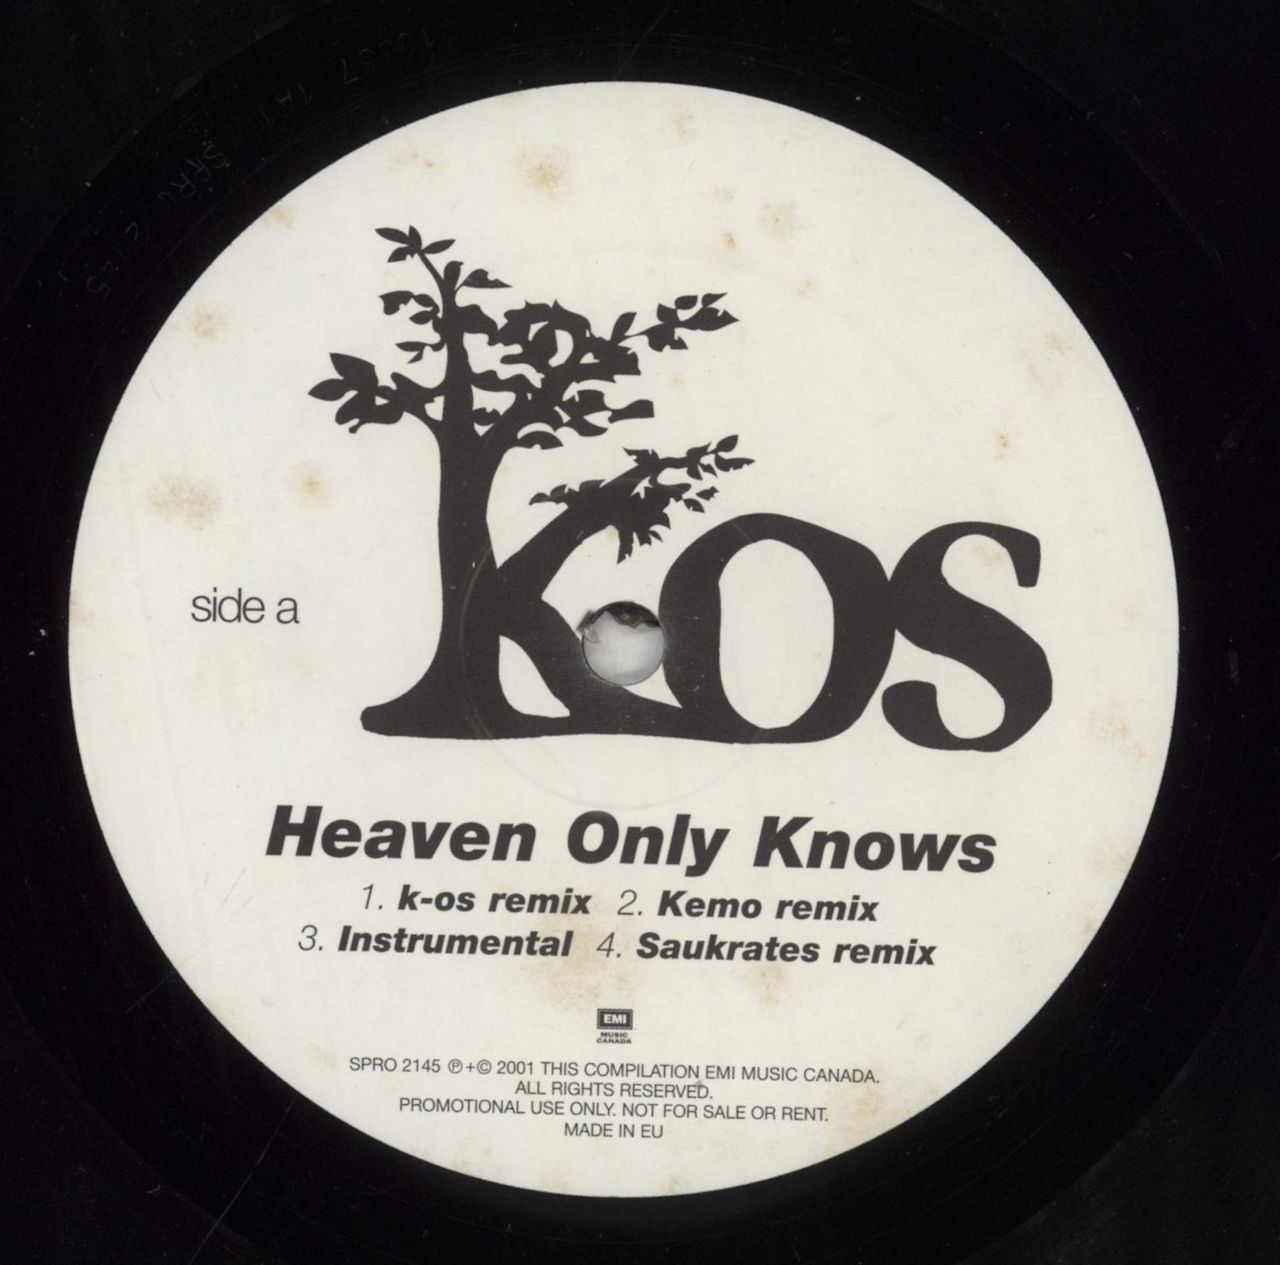 kos
side a
Heaven Only Knows
1. k-os remix 2. Kemo remix
3. Instrumental 4. Saukrates remix
EMI
MUSIC
CANADA
SPRO 2145 ℗+© 2001 THIS COMPILATION EMI MUSIC CANADA.
ALL RIGHTS RESERVED.
PROMOTIONAL USE ONLY. NOT FOR SALE OR RENT.
MADE IN EU